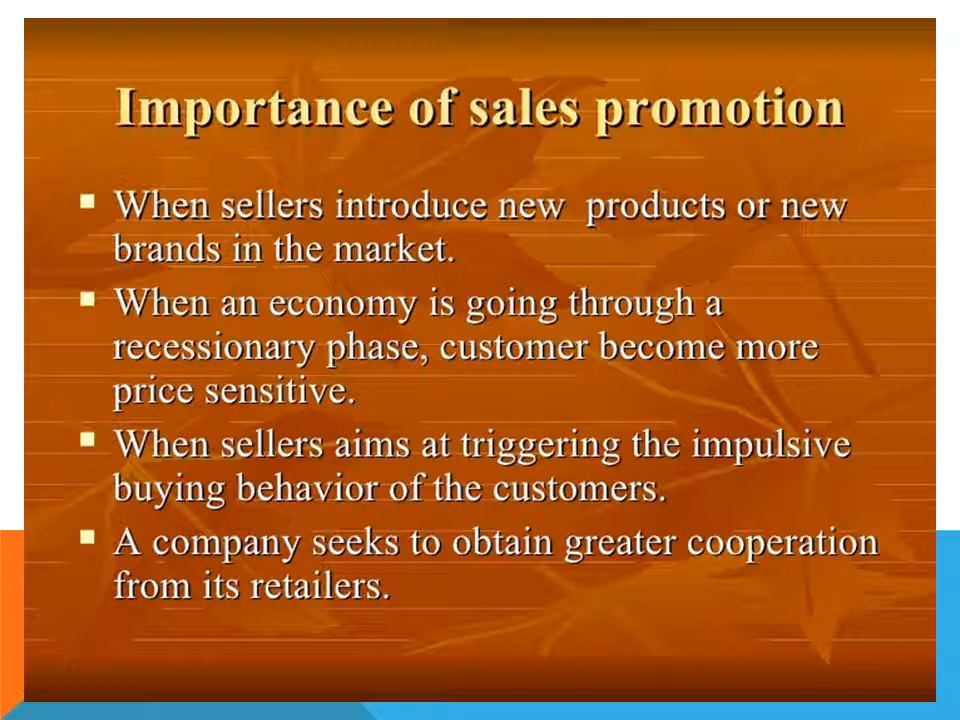 Importance of sales promotion
When sellers introduce new products or new
brands in the market.
When an economy is going through a
recessionary phase, customer become more
price sensitive.
When sellers aims at triggering the impulsive
buying behavior of the customers.
A company seeks to obtain greater cooperation
from its retailers.